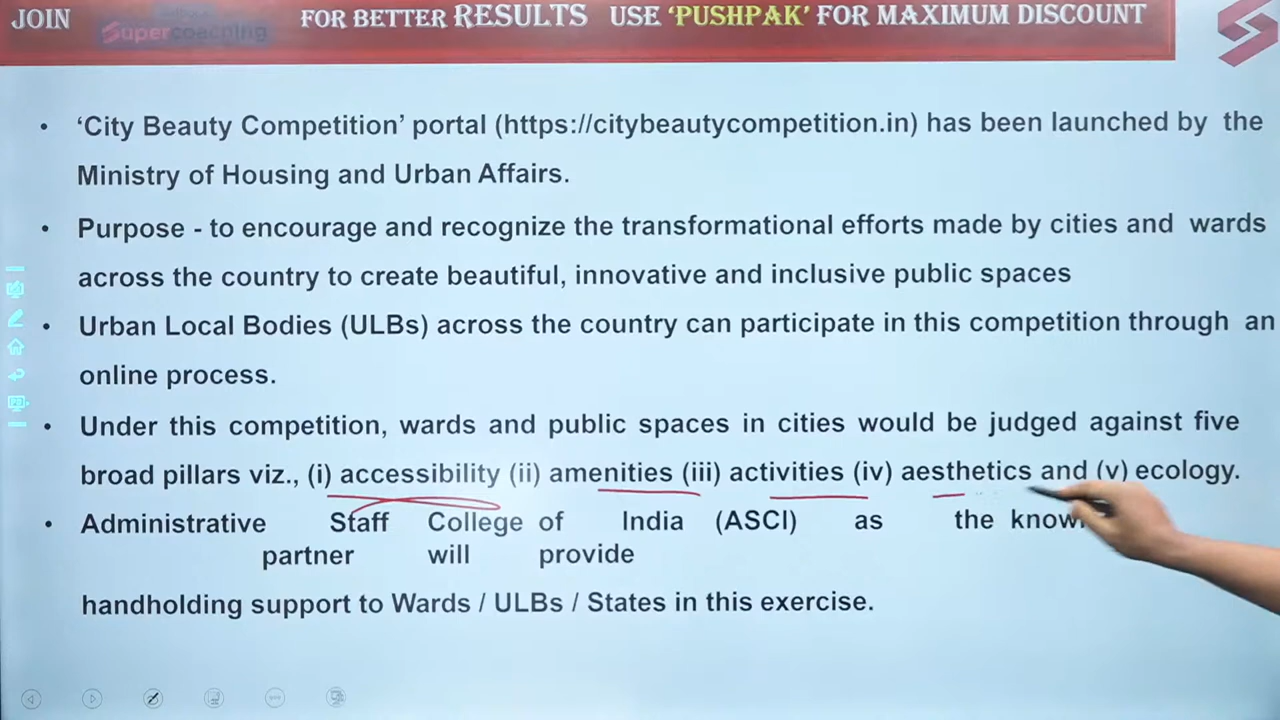 JOIN Supercoaching FOR BETTER RESULTS USE ‘PUSHPAK’ FOR MAXIMUM DISCOUNT
• ‘City Beauty Competition’ portal (https://citybeautycompetition.in) has been launched by the
Ministry of Housing and Urban Affairs.
• Purpose - to encourage and recognize the transformational efforts made by cities and wards
across the country to create beautiful, innovative and inclusive public spaces
• Urban Local Bodies (ULBs) across the country can participate in this competition through an
online process.
• Under this competition, wards and public spaces in cities would be judged against five
broad pillars viz., (i) accessibility (ii) amenities (iii) activities (iv) aesthetics and (v) ecology.
• Administrative Staff College of India (ASCI) as the
partner will provide
handholding support to Wards / ULBs / States in this exercise.